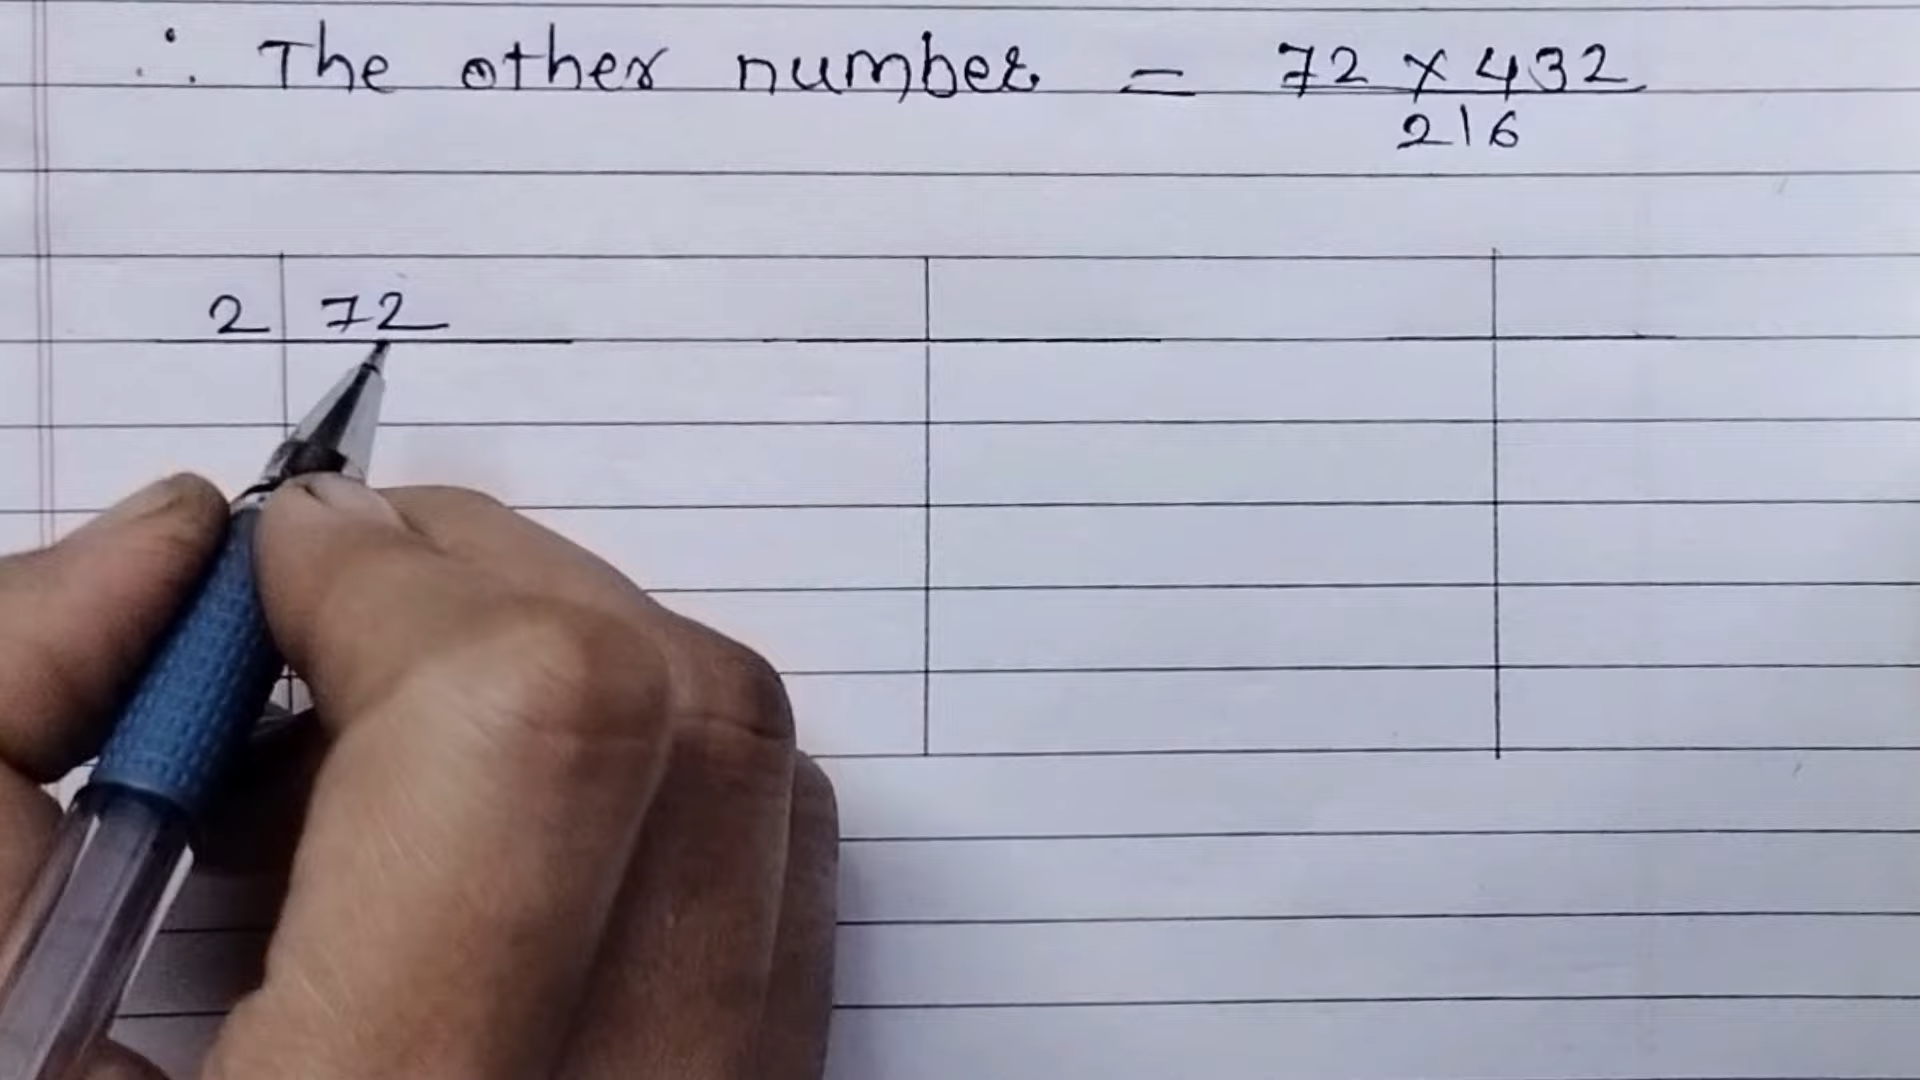 ∴ The other number = 72 × 432
216
2 72